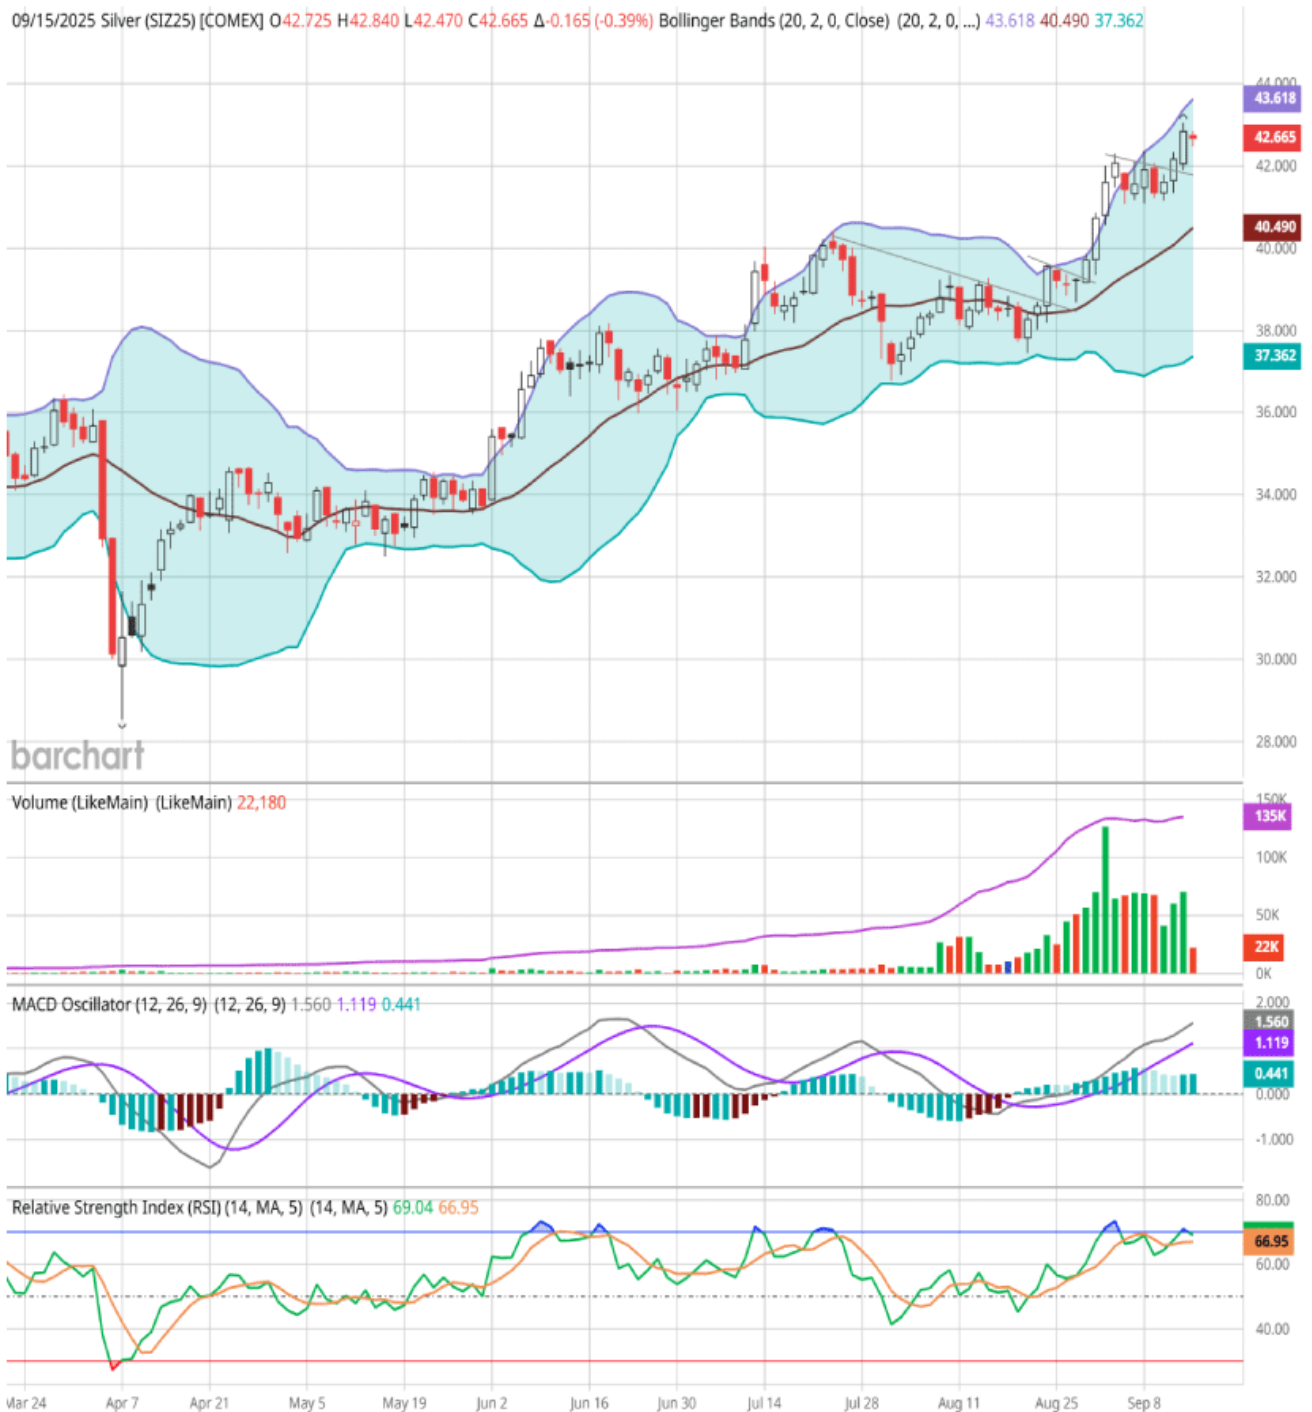 09/15/2025 Silver (SIZ25) [COMEX] O42.725 H42.840 L42.470 C42.665 Δ-0.165 (-0.39%) Bollinger Bands (20, 2, 0, Close) (20, 2, 0, ...) 43.618 40.490 37.362
44.000
43.618
42.665
42.000
40.490
40.000
38.000
37.362
36.000
34.000
32.000
30.000
28.000
barchart
Volume (LikeMain) (LikeMain) 22,180
150K
135K
100K
50K
22K
0K
MACD Oscillator (12, 26, 9) (12, 26, 9) 1.560 1.119 0.441
2.000
1.560
1.119
0.441
0.000
-1.000
Relative Strength Index (RSI) (14, MA, 5) (14, MA, 5) 69.04 66.95
80.00
66.95
60.00
40.00
Mar 24 Apr 7 Apr 21 May 5 May 19 Jun 2 Jun 16 Jun 30 Jul 14 Jul 28 Aug 11 Aug 25 Sep 8